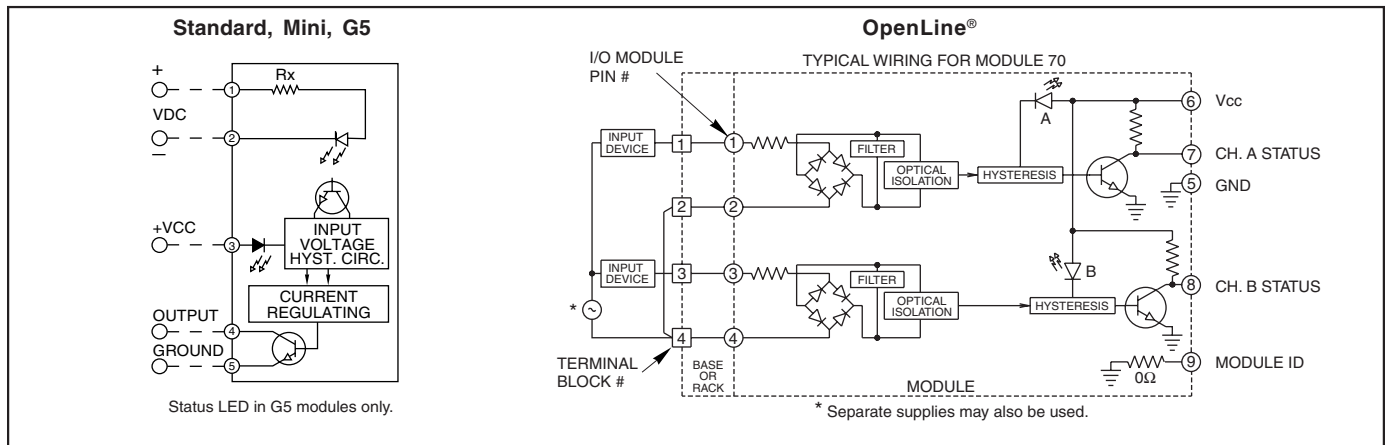 Standard, Mini, G5
+
Rx
1
VDC
2
–
+VCC
3
INPUT
VOLTAGE
HYST. CIRC.
CURRENT
REGULATING
OUTPUT
4
GROUND
5
Status LED in G5 modules only.
OpenLine®
I/O MODULE
PIN #
TYPICAL WIRING FOR MODULE 70
A
6 Vcc
INPUT
DEVICE
1 1
FILTER
OPTICAL
ISOLATION
HYSTERESIS
7 CH. A STATUS
5 GND
2 2
B
INPUT
DEVICE
3 3
FILTER
OPTICAL
ISOLATION
HYSTERESIS
8 CH. B STATUS
*
4 4
TERMINAL
BLOCK #
BASE
OR
RACK
MODULE
0Ω
9 MODULE ID
* Separate supplies may also be used.